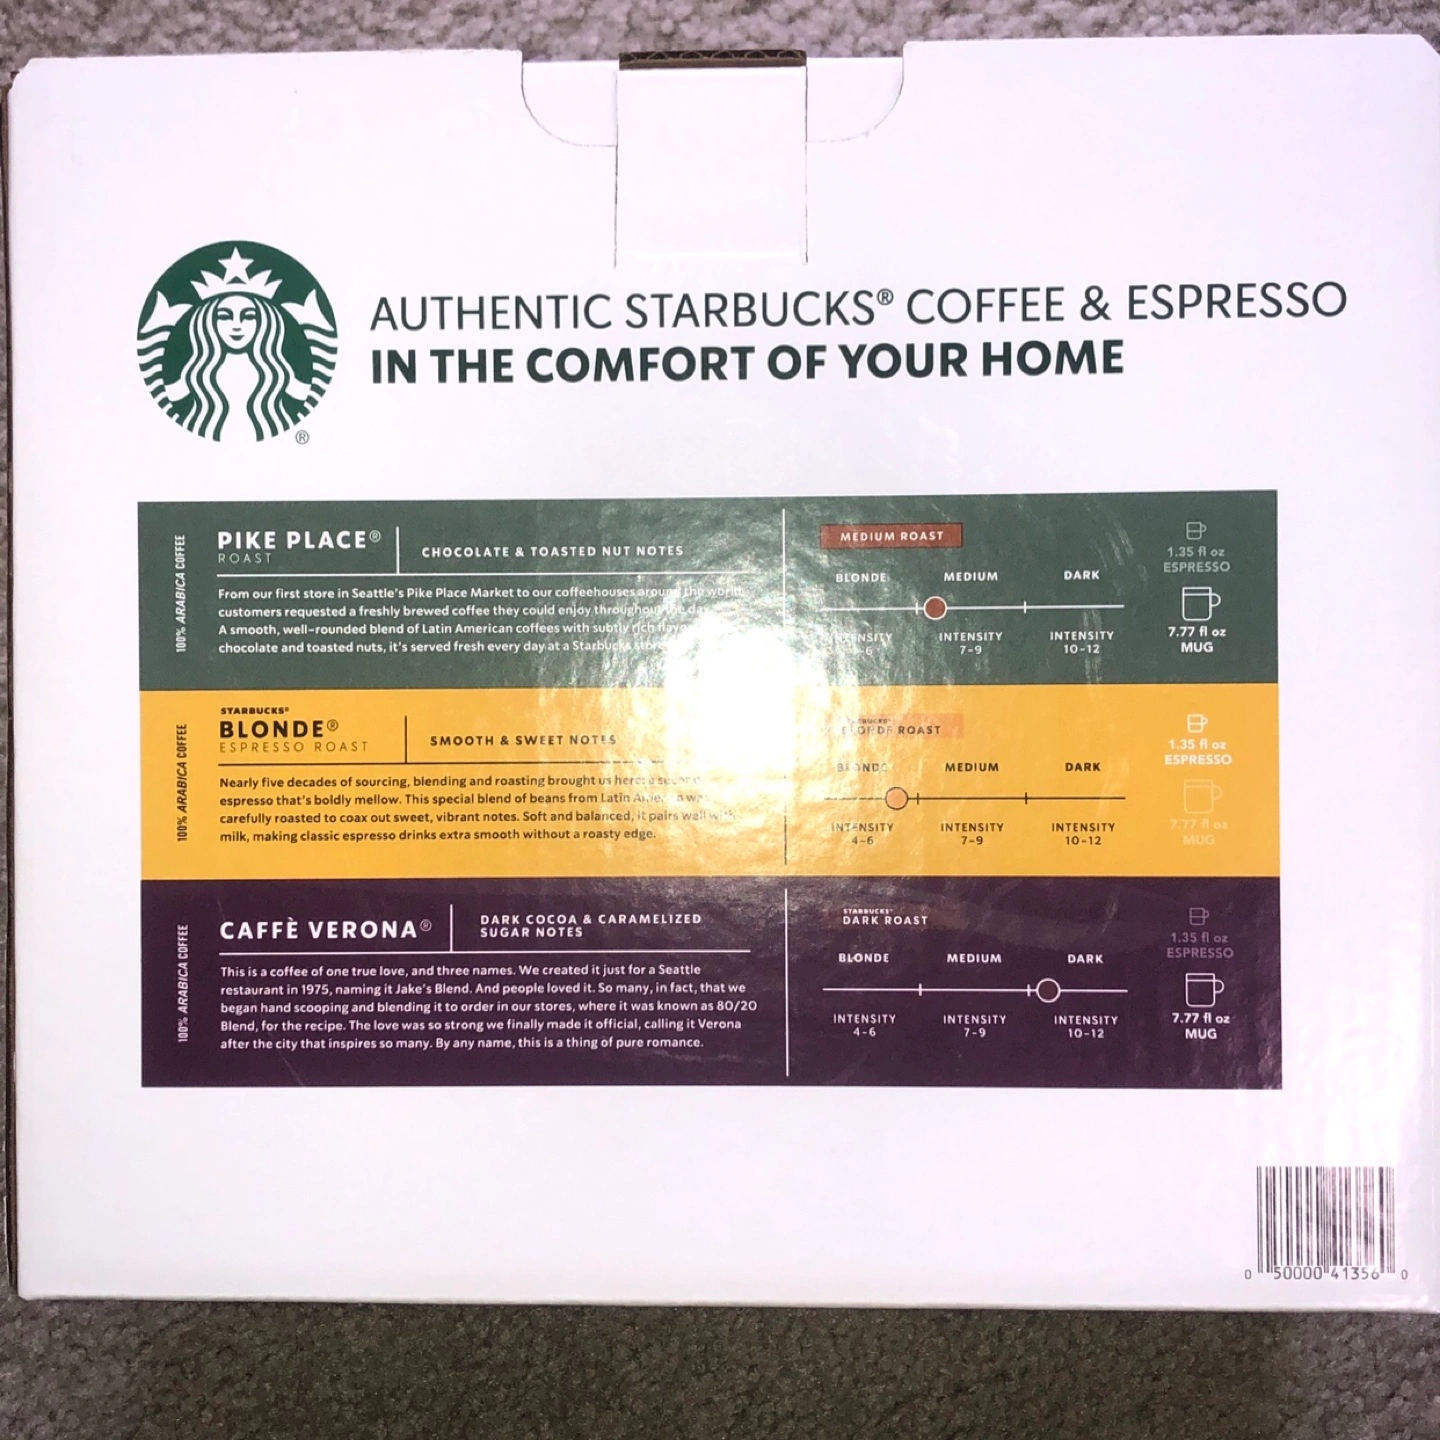 AUTHENTIC STARBUCKS® COFFEE & ESPRESSO
IN THE COMFORT OF YOUR HOME
®
100% ARABICA COFFEE
PIKE PLACE®
ROAST
CHOCOLATE & TOASTED NUT NOTES
From our first store in Seattle's Pike Place Market to our coffeehouses around the world,
customers requested a freshly brewed coffee they could enjoy throughout the day.
A smooth, well-rounded blend of Latin American coffees with subtly rich
chocolate and toasted nuts, it's served fresh every day at a Starbucks store
MEDIUM ROAST
BLONDE MEDIUM DARK
INTENSITY INTENSITY INTENSITY
-6 7-9 10-12
1.35 fl oz
ESPRESSO
7.77 fl oz
MUG
100% ARABICA COFFEE
STARBUCKS®
BLONDE®
ESPRESSO ROAST
SMOOTH & SWEET NOTES
Nearly five decades of sourcing, blending and roasting brought us here: a second
espresso that's boldly mellow. This special blend of beans from Latin
carefully roasted to coax out sweet, vibrant notes. Soft and balanced, it pairs well with
milk, making classic espresso drinks extra smooth without a roasty edge.
STARBUCKS®
BLONDE ROAST
BLONDE MEDIUM DARK
INTENSITY INTENSITY INTENSITY
4-6 7-9 10-12
1.35 fl oz
ESPRESSO
7.77 fl oz
MUG
100% ARABICA COFFEE
CAFFÈ VERONA®
DARK COCOA & CARAMELIZED
SUGAR NOTES
This is a coffee of one true love, and three names. We created it just for a Seattle
restaurant in 1975, naming it Jake's Blend. And people loved it. So many, in fact, that we
began hand scooping and blending it to order in our stores, where it was known as 80/20
Blend, for the recipe. The love was so strong we finally made it official, calling it Verona
after the city that inspires so many. By any name, this is a thing of pure romance.
STARBUCKS®
DARK ROAST
BLONDE MEDIUM DARK
INTENSITY INTENSITY INTENSITY
4-6 7-9 10-12
1.35 fl oz
ESPRESSO
7.77 fl oz
MUG
0 50000 41356 0